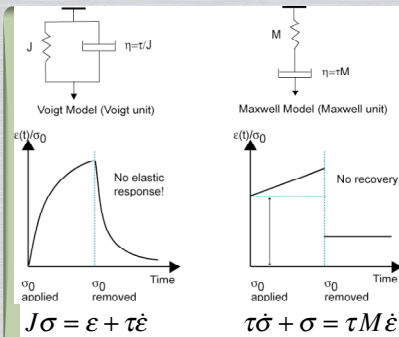 J
η=τ/J
Voigt Model (Voigt unit)
ε(t)/σ0
No elastic
response!
Time
σ0
applied
σ0
removed
Jσ = ε + τε̇
M
η=τM
Maxwell Model (Maxwell unit)
ε(t)/σ0
No recovery
Time
σ0
applied
σ0
removed
τσ̇ + σ = τMε̇